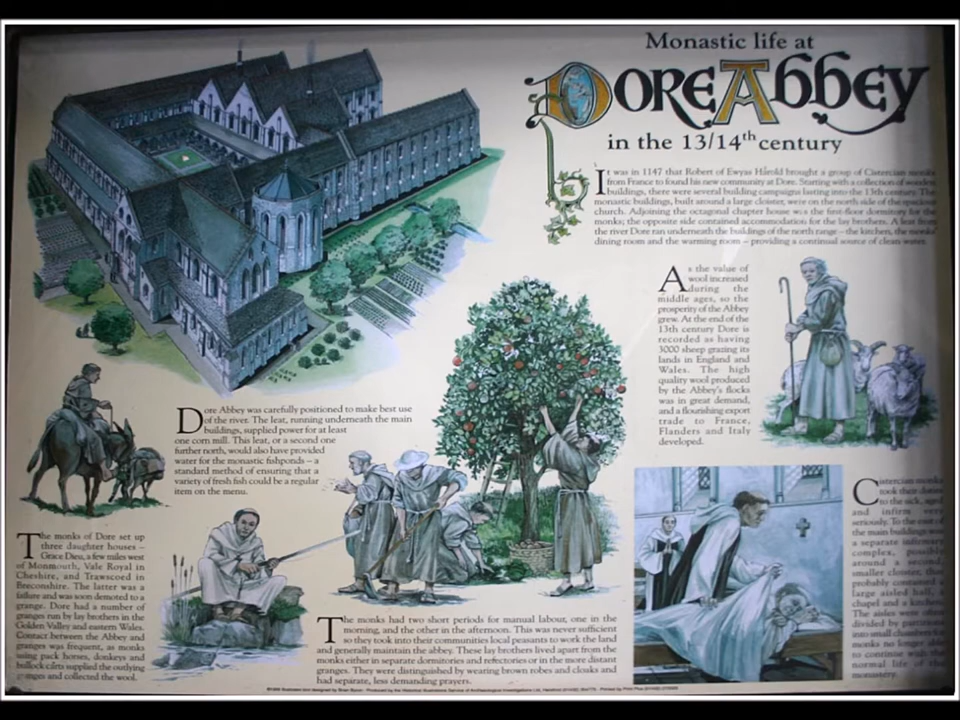 Monastic life at
DOREABBEY
in the 13/14th century
It was in 1147 that Robert of Ewyas Harold brought a group of Cistercian monks
from France to found his new community at Dore. Starting with a collection of wooden
buildings, there were several building campaigns lasting into the 13th century. The
monastic buildings, built around a large cloister, were on the north side of the spacious
church. Adjoining the octagonal chapter house was the first-floor dormitory for the
monks; the opposite side contained accommodation for the lay brothers. A leat from
the river Dore ran underneath the buildings of the north range – the kitchen, the monks'
dining room and the warming room – providing a continual source of clean water.
As the value of
wool increased
during the
middle ages, so the
prosperity of the Abbey
grew. At the end of the
13th century Dore is
recorded as having
3000 sheep grazing its
lands in England and
Wales. The high
quality wool produced
by the Abbey's flocks
was in great demand,
and a flourishing export
trade to France,
Flanders and Italy
developed.
Dore Abbey was carefully positioned to make best use
of the river. The leat, running underneath the main
buildings, supplied power for at least
one corn mill. This leat, or a second one
further north, would also have provided
water for the monastic fishponds – a
standard method of ensuring that a
variety of fresh fish could be a regular
item on the menu.
The monks of Dore set up
three daughter houses –
Grace Dieu, a few miles west
of Monmouth, Vale Royal in
Cheshire, and Trawscoed in
Breconshire. The latter was a
failure and was soon demoted to a
grange. Dore had a number of
granges run by lay brothers in the
Golden Valley and eastern Wales.
Contact between the Abbey and
granges was frequent, as monks
using pack horses, donkeys and
bullock carts supplied the outlying
granges and collected the wool.
The monks had two short periods for manual labour, one in the
morning, and the other in the afternoon. This was never sufficient
so they took into their communities local peasants to work the land
and generally maintain the abbey. These lay brothers lived apart from the
monks either in separate dormitories and refectories or in the more distant
granges. They were distinguished by wearing brown robes and cloaks and
had separate, less demanding prayers.
Cistercian monks
took their duties
to the sick, aged
and infirm very
seriously. To the east of
the main buildings was
a separate infirmary
complex, possibly
around a second,
smaller cloister, that
probably contained a
large aisled hall, a
chapel and a kitchen.
The aisles were often
divided by partitions
into small chambers for
monks no longer able
to continue with the
normal life of the
monastery.